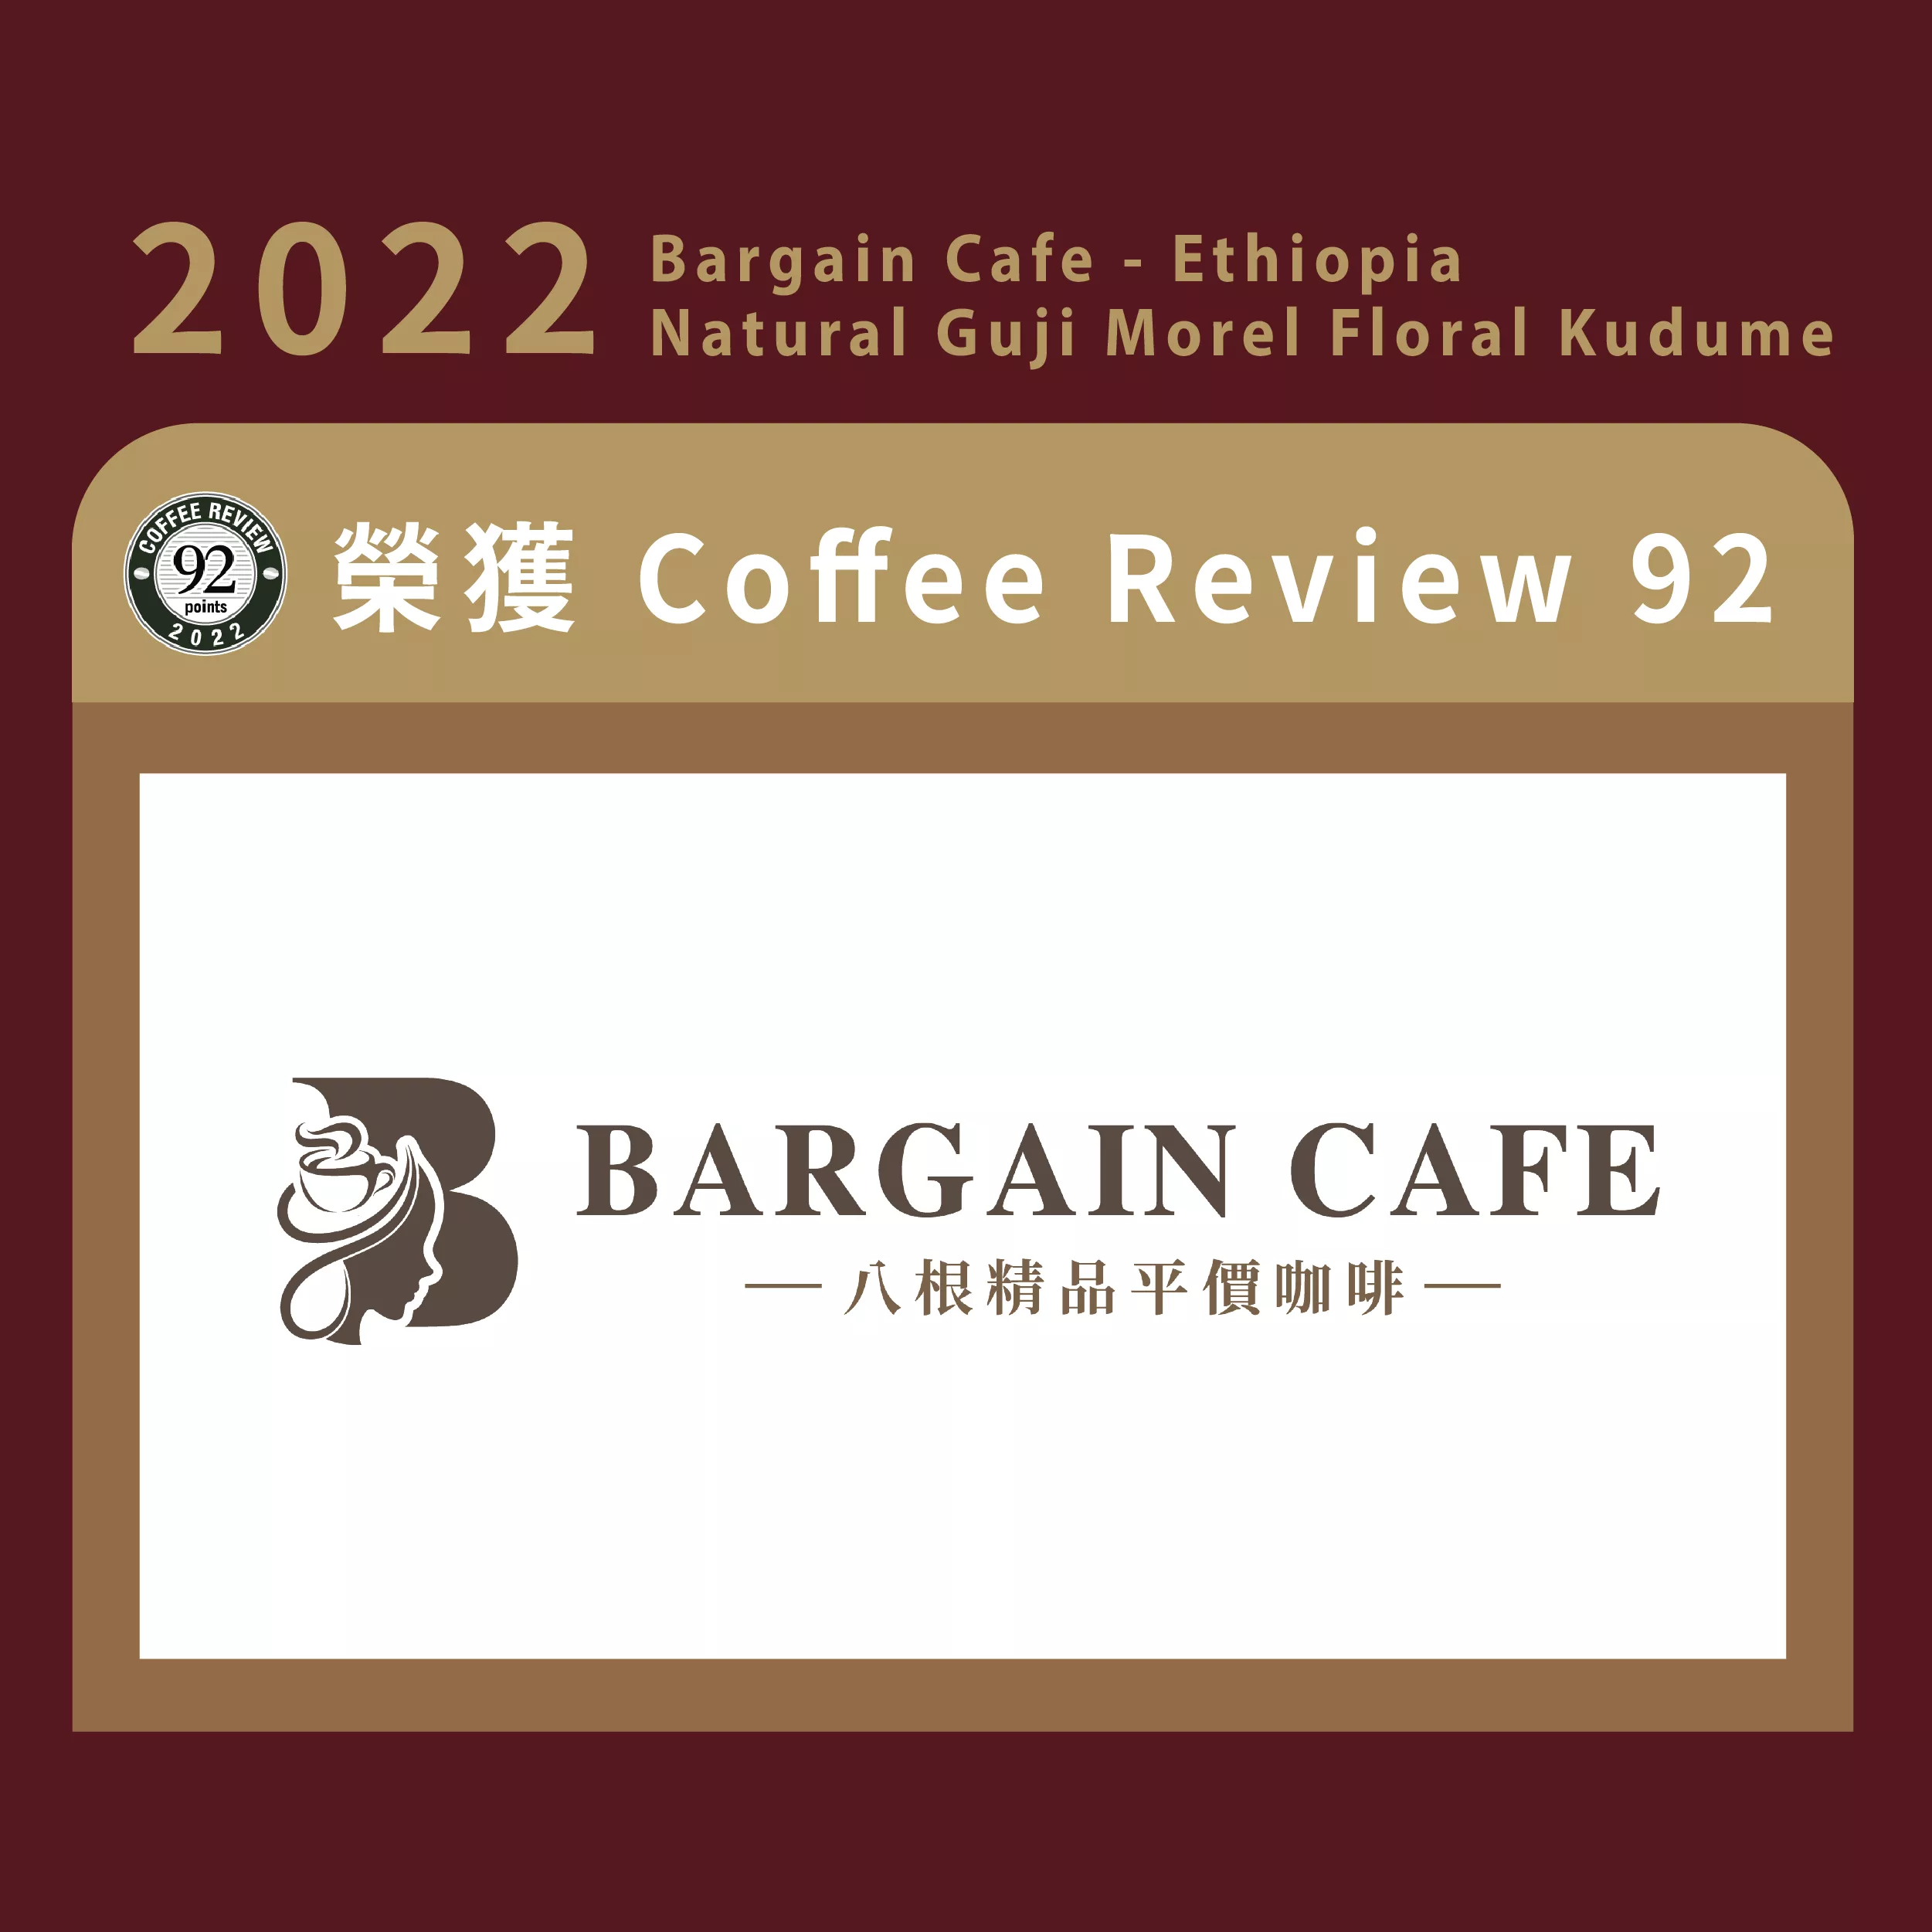 2022
Bargain Cafe - Ethiopia
Natural Guji Morel Floral Kudume
COFFEE REVIEW
92
points
2022
榮獲 Coffee Review 92
BARGAIN CAFE
八棋精品平價咖啡